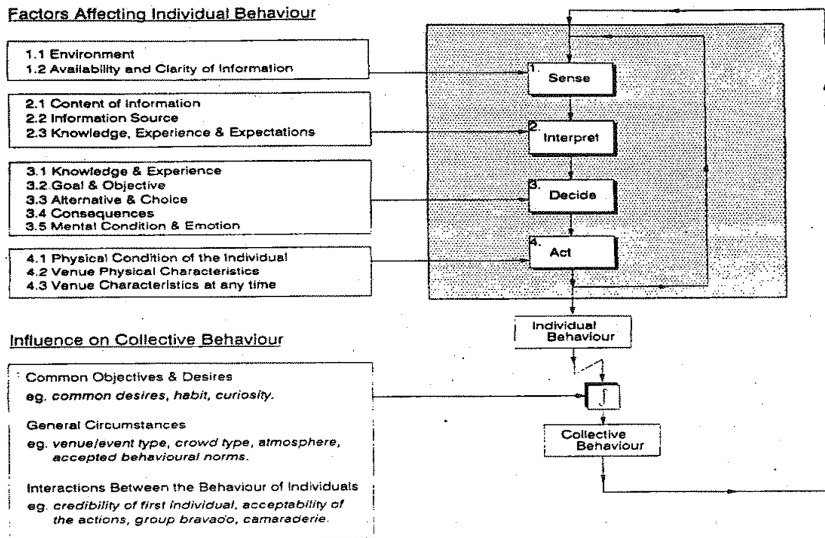 Factors Affecting Individual Behaviour
1.1 Environment
1.2 Availability and Clarity of Information
2.1 Content of Information
2.2 Information Source
2.3 Knowledge, Experience & Expectations
3.1 Knowledge & Experience
3.2 Goal & Objective
3.3 Alternative & Choice
3.4 Consequences
3.5 Mental Condition & Emotion
4.1 Physical Condition of the Individual
4.2 Venue Physical Characteristics
4.3 Venue Characteristics at any time
1.
Sense
2.
Interpret
3.
Decide
4.
Act
Individual
Behaviour
∫
Collective
Behaviour
Influence on Collective Behaviour
Common Objectives & Desires
eg. common desires, habit, curiosity.
General Circumstances
eg. venue/event type, crowd type, atmosphere,
accepted behavioural norms.
Interactions Between the Behaviour of Individuals
eg. credibility of first individual, acceptability of
the actions, group bravado, camaraderie.